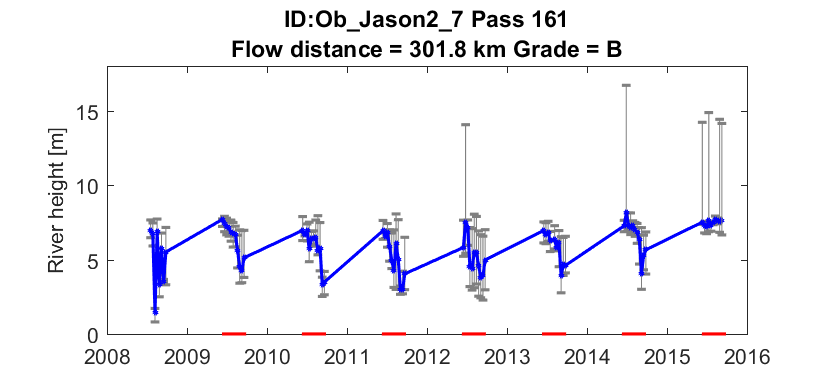 ID:Ob_Jason2_7 Pass 161
Flow distance = 301.8 km Grade = B
River height [m]
15
10
5
0
2008 2009 2010 2011 2012 2013 2014 2015 2016